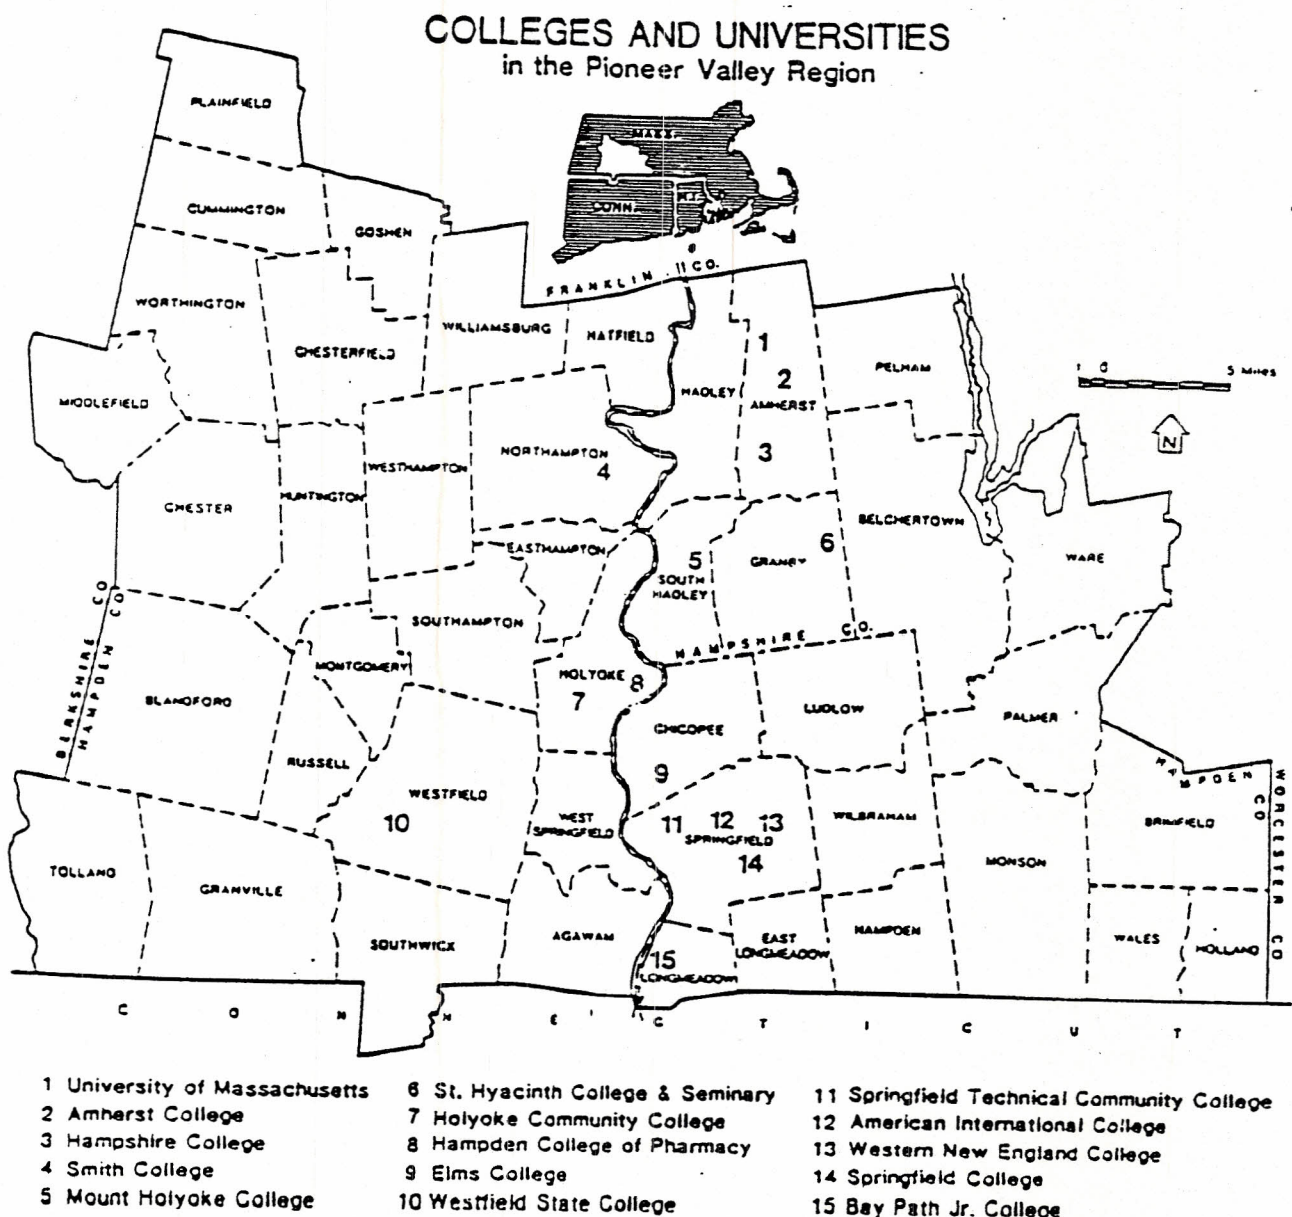 COLLEGES AND UNIVERSITIES
in the Pioneer Valley Region
MASS.
CONN.
R.I.
PLAINFIELD
CUMMINGTON
GOSHEN
FRANKLIN CO.
WORTHINGTON
CHESTERFIELD
WILLIAMSBURG
HATFIELD
HADLEY
1
2
AMHERST
3
PELHAM
1 0 5 Miles
N
MIDDLEFIELD
NORTHAMPTON
4
WESTHAMPTON
HUNTINGTON
CHESTER
EASTHAMPTON
5
SOUTH
HADLEY
GRANBY
6
BELCHERTOWN
WARE
SOUTHAMPTON
HAMPSHIRE CO.
BERKSHIRE CO
HAMPDEN CO
MONTGOMERY
BLANDFORD
HOLYOKE
7
8
CHICOPEE
9
LUDLOW
PALMER
RUSSELL
WESTFIELD
10
WEST
SPRINGFIELD
11
12
13
SPRINGFIELD
14
WILBRAHAM
MONSON
HAMPDEN CO
WORCESTER CO
BRIMFIELD
TOLLAND
GRANVILLE
SOUTHWICK
AGAWAM
15
LONGMEADOW
EAST
LONGMEADOW
HAMPDEN
WALES
HOLLAND
CONNECTICUT
1 University of Massachusetts
2 Amherst College
3 Hampshire College
4 Smith College
5 Mount Holyoke College
6 St. Hyacinth College & Seminary
7 Holyoke Community College
8 Hampden College of Pharmacy
9 Elms College
10 Westfield State College
11 Springfield Technical Community College
12 American International College
13 Western New England College
14 Springfield College
15 Bay Path Jr. College